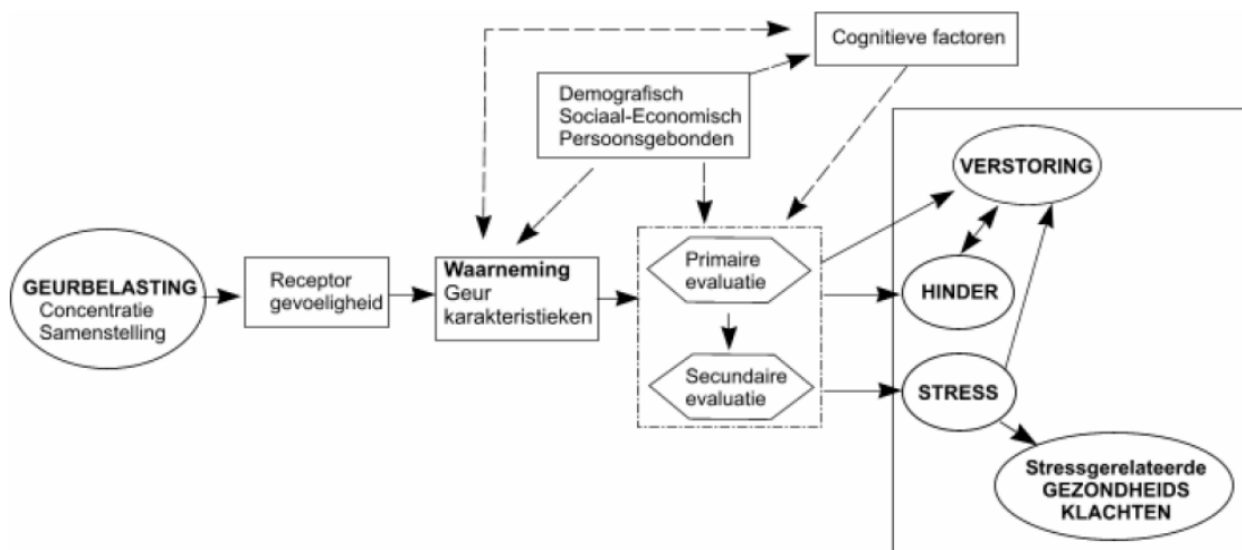 Cognitieve factoren
Demografisch
Sociaal-Economisch
Persoonsgebonden
VERSTORING
GEURBELASTING
Concentratie
Samenstelling
Receptor
gevoeligheid
Waarneming
Geur
karakteristieken
Primaire
evaluatie
HINDER
Secundaire
evaluatie
STRESS
Stressgerelateerde
GEZONDHEIDS
KLACHTEN